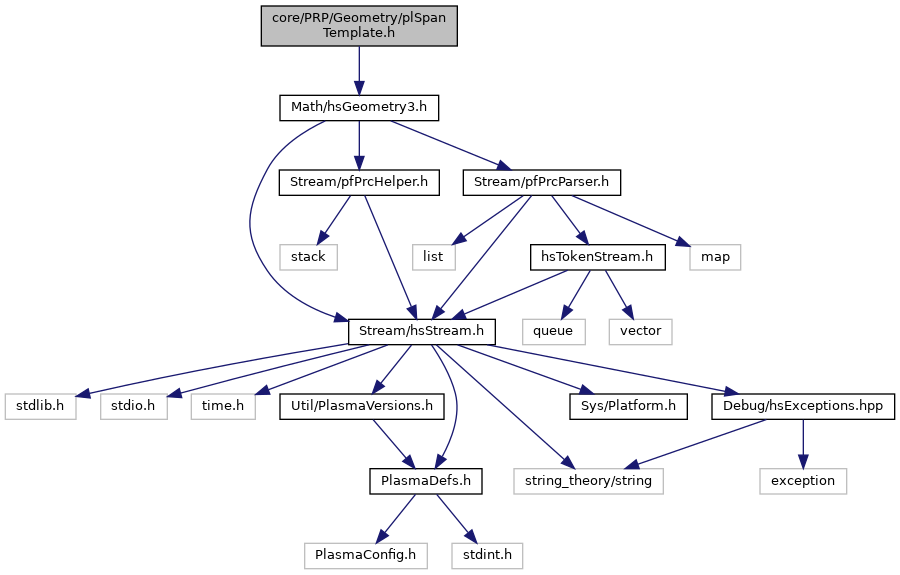 core/PRP/Geometry/plSpan
Template.h
Math/hsGeometry3.h
Stream/pfPrcHelper.h
Stream/pfPrcParser.h
stack
list
hsTokenStream.h
map
Stream/hsStream.h
queue
vector
stdlib.h
stdio.h
time.h
Util/PlasmaVersions.h
Sys/Platform.h
Debug/hsExceptions.hpp
PlasmaDefs.h
string_theory/string
exception
PlasmaConfig.h
stdint.h